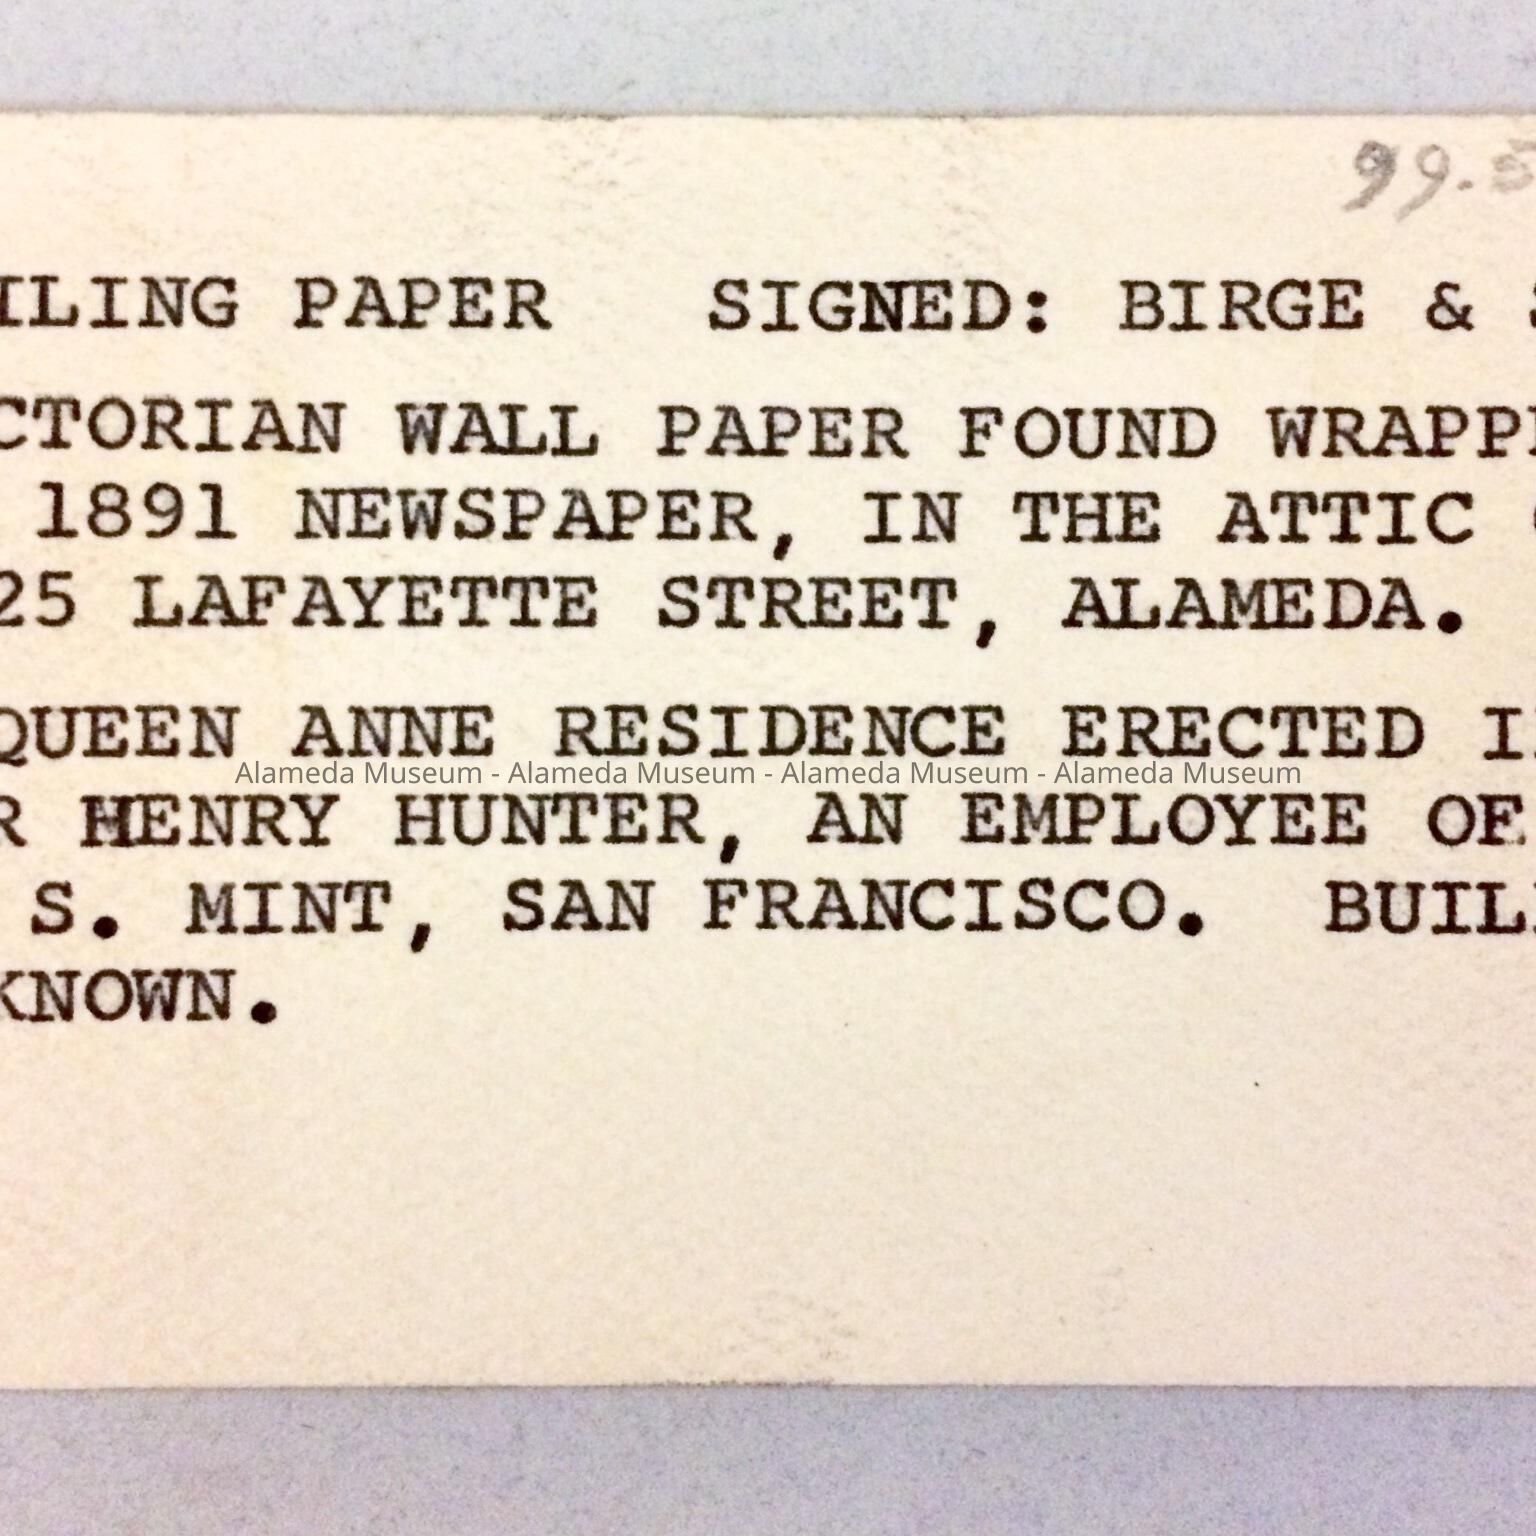 99.5
ILING PAPER SIGNED: BIRGE &
CTORIAN WALL PAPER FOUND WRAPP
1891 NEWSPAPER, IN THE ATTIC
25 LAFAYETTE STREET, ALAMEDA.
QUEEN ANNE RESIDENCE ERECTED I
Alameda Museum - Alameda Museum - Alameda Museum - Alameda Museum
R HENRY HUNTER, AN EMPLOYEE OF
S. MINT, SAN FRANCISCO. BUIL
KNOWN.